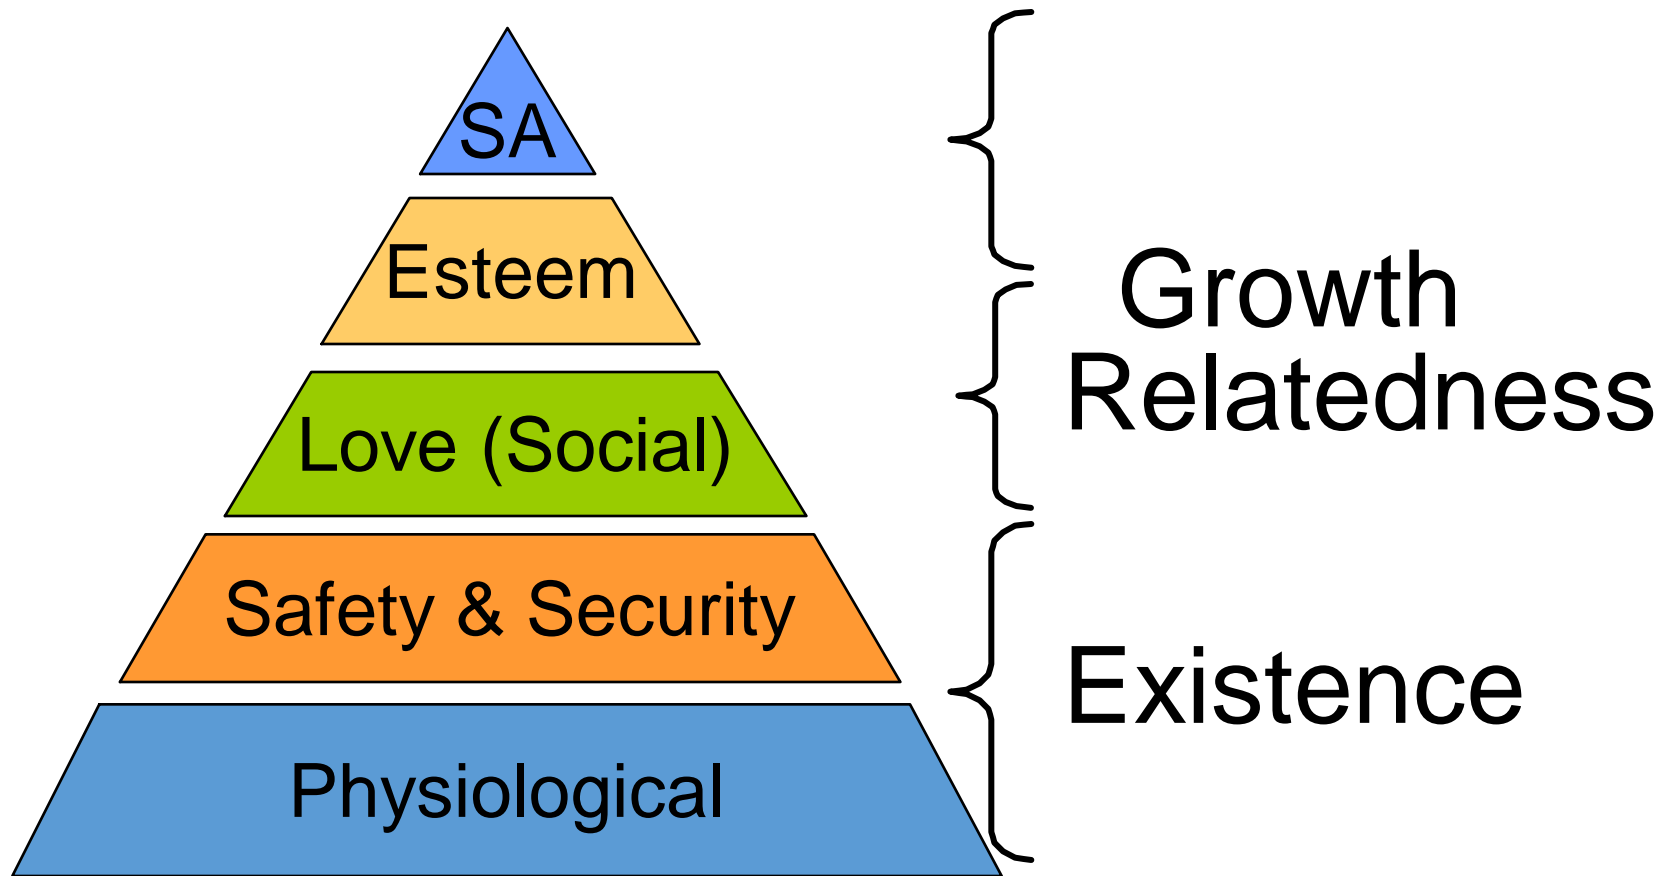 SA
Esteem
Love (Social)
Safety & Security
Physiological
Growth
Relatedness
Existence